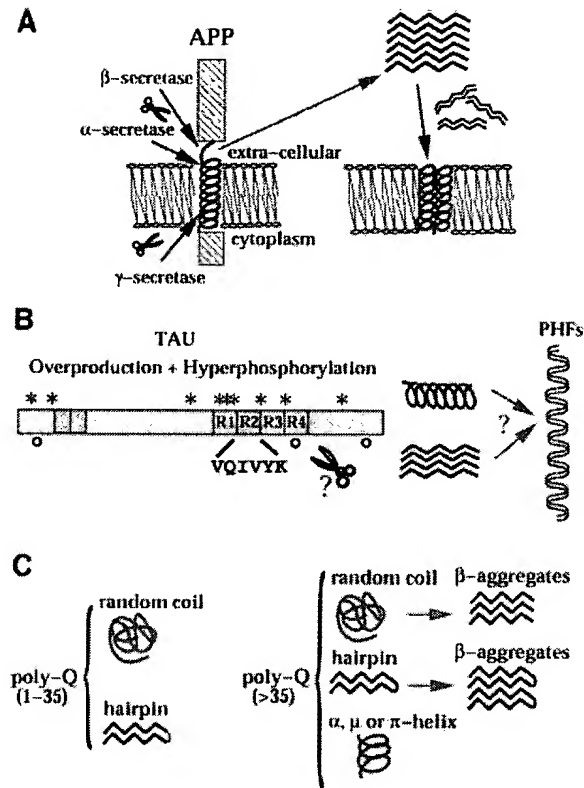 A
APP
β-secretase
α-secretase
extra-cellular
cytoplasm
γ-secretase
B
TAU
PHFs
Overproduction + Hyperphosphorylation
* * * *** * * *
R1 R2 R3 R4
?
VQIVYK
?
C
random coil
hairpin
poly-Q
(1-35)
random coil
β-aggregates
hairpin
β-aggregates
poly-Q
(>35)
α, μ or π-helix